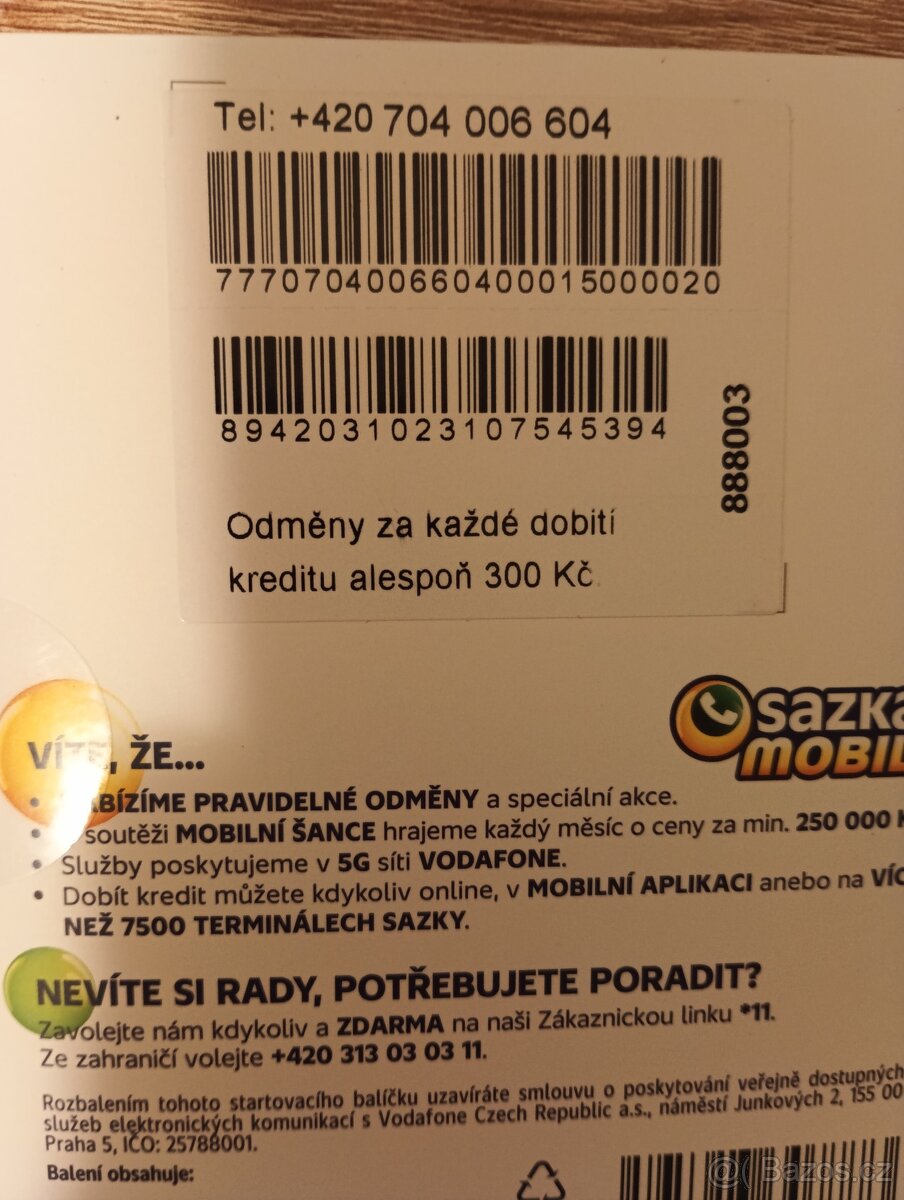 Tel: +420 704 006 604
77707040066040001500020
8942031023107545394
888003
Odměny za každé dobití
kreditu alespoň 300 Kč
SAZKA
MOBIL
VÍTE, ŽE...
• NABÍZÍME PRAVIDELNÉ ODMĚNY a speciální akce.
• soutěži MOBILNÍ ŠANCE hrajeme každý měsíc o ceny za min. 250 000 K
• Služby poskytujeme v 5G síti VODAFONE.
• Dobít kredit můžete kdykoliv online, v MOBILNÍ APLIKACI anebo na VÍC
NEŽ 7500 TERMINÁLECH SAZKY.
NEVÍTE SI RADY, POTŘEBUJETE PORADIT?
Zavolejte nám kdykoliv a ZDARMA na naši Zákaznickou linku *11.
Ze zahraničí volejte +420 313 03 03 11.
Rozbalením tohoto startovacího balíčku uzavíráte smlouvu o poskytování veřejně dostupných
služeb elektronických komunikací s Vodafone Czech Republic a.s., náměstí Junkových 2, 155 00
Praha 5, IČO: 25788001.
Balení obsahuje:
@ Bazos.cz